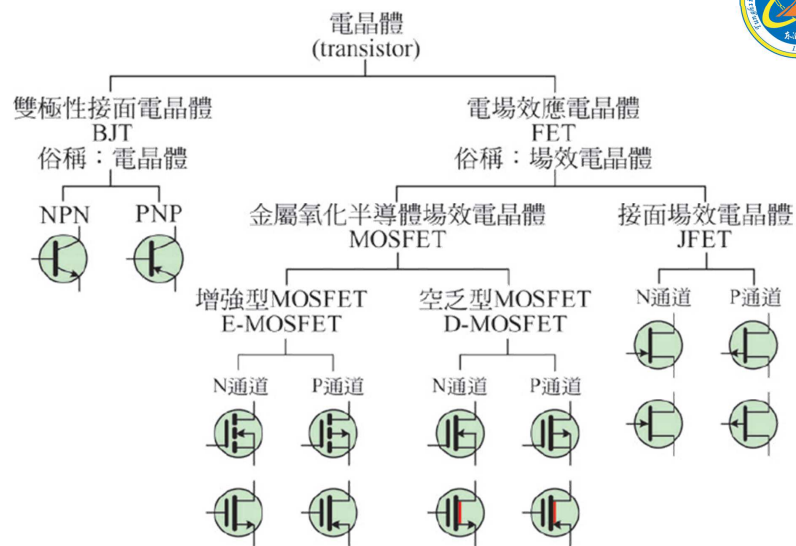 電晶體
(transistor)
雙極性接面電晶體
BJT
俗稱：電晶體
電場效應電晶體
FET
俗稱：場效電晶體
NPN
PNP
金屬氧化半導體場效電晶體
MOSFET
接面場效電晶體
JFET
增強型MOSFET
E-MOSFET
空乏型MOSFET
D-MOSFET
N通道
P通道
N通道
P通道
N通道
P通道